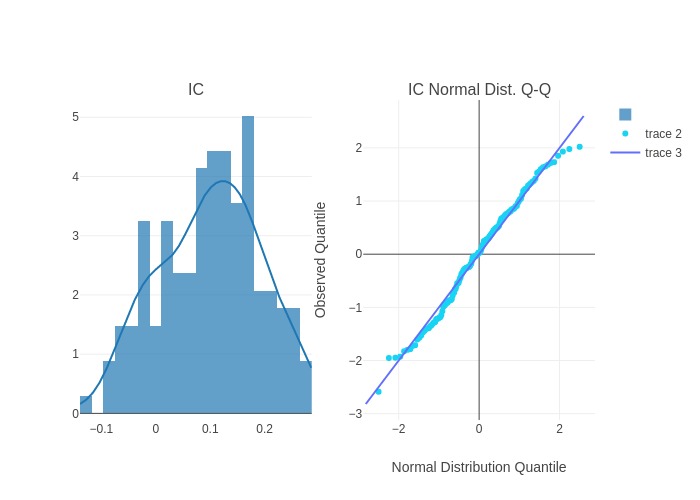 IC
IC Normal Dist. Q-Q
5
4
3
2
1
0
−0.1 0 0.1 0.2
Observed Quantile
2
1
0
−1
−2
−3
−2 0 2
Normal Distribution Quantile
trace 2
trace 3